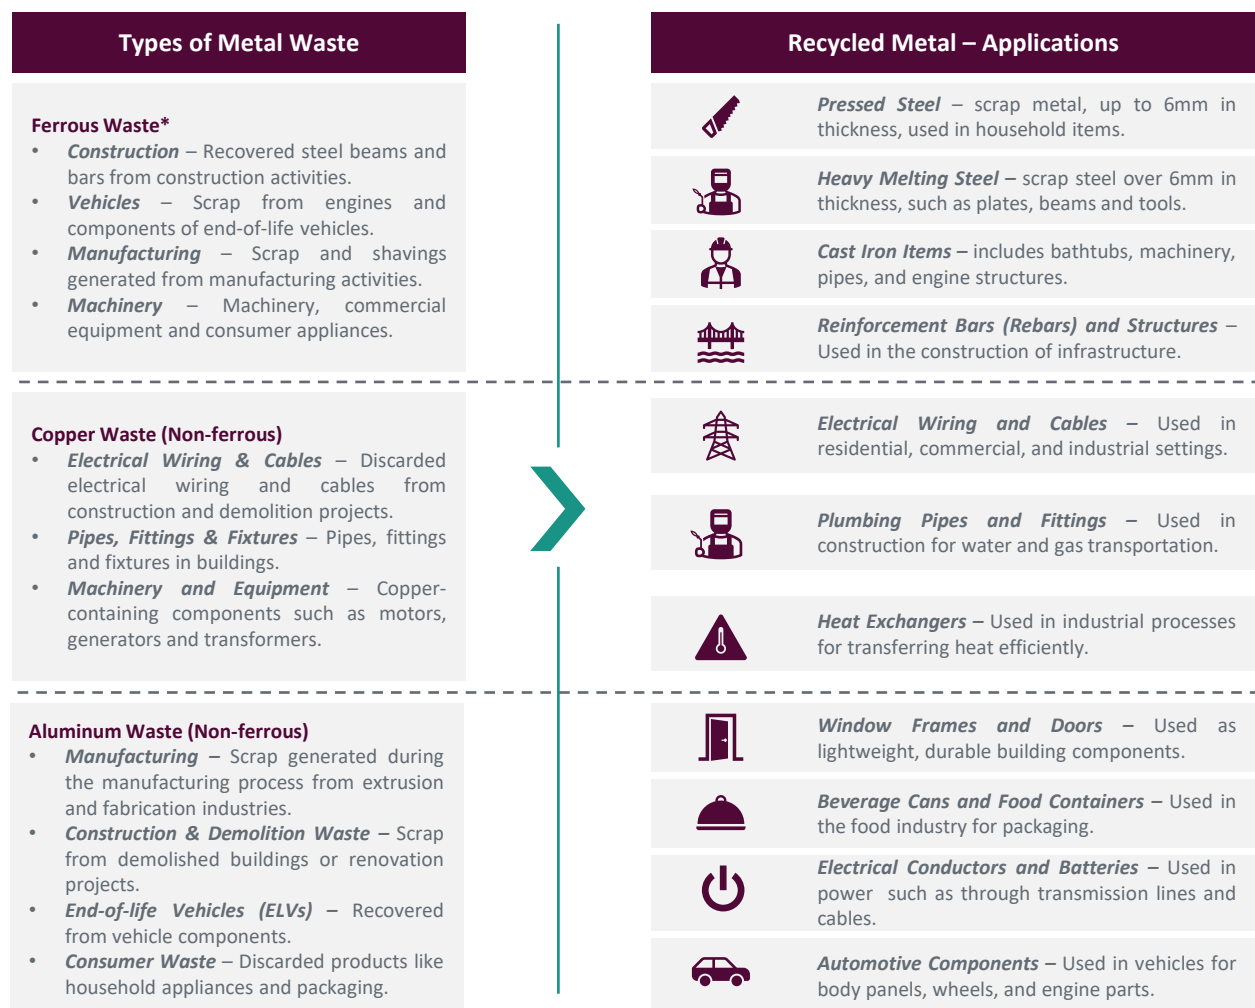 Types of Metal Waste
Ferrous Waste*
• Construction – Recovered steel beams and
bars from construction activities.
• Vehicles – Scrap from engines and
components of end-of-life vehicles.
• Manufacturing – Scrap and shavings
generated from manufacturing activities.
• Machinery – Machinery, commercial
equipment and consumer appliances.
Copper Waste (Non-ferrous)
• Electrical Wiring & Cables – Discarded
electrical wiring and cables from
construction and demolition projects.
• Pipes, Fittings & Fixtures – Pipes, fittings
and fixtures in buildings.
• Machinery and Equipment – Copper-
containing components such as motors,
generators and transformers.
Aluminum Waste (Non-ferrous)
• Manufacturing – Scrap generated during
the manufacturing process from extrusion
and fabrication industries.
• Construction & Demolition Waste – Scrap
from demolished buildings or renovation
projects.
• End-of-life Vehicles (ELVs) – Recovered
from vehicle components.
• Consumer Waste – Discarded products like
household appliances and packaging.
Recycled Metal – Applications
Pressed Steel – scrap metal, up to 6mm in
thickness, used in household items.
Heavy Melting Steel – scrap steel over 6mm in
thickness, such as plates, beams and tools.
Cast Iron Items – includes bathtubs, machinery,
pipes, and engine structures.
Reinforcement Bars (Rebars) and Structures –
Used in the construction of infrastructure.
Electrical Wiring and Cables – Used in
residential, commercial, and industrial settings.
Plumbing Pipes and Fittings – Used in
construction for water and gas transportation.
Heat Exchangers – Used in industrial processes
for transferring heat efficiently.
Window Frames and Doors – Used as
lightweight, durable building components.
Beverage Cans and Food Containers – Used in
the food industry for packaging.
Electrical Conductors and Batteries – Used in
power such as through transmission lines and
cables.
Automotive Components – Used in vehicles for
body panels, wheels, and engine parts.